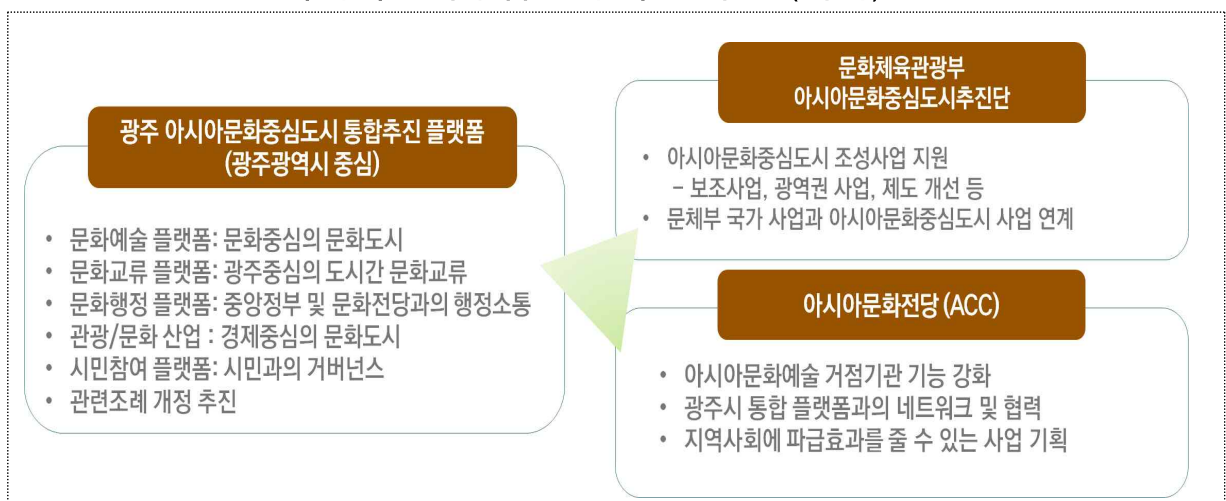 광주 아시아문화중심도시 통합추진 플랫폼
(광주광역시 중심)
• 문화예술 플랫폼: 문화중심의 문화도시
• 문화교류 플랫폼: 광주중심의 도시간 문화교류
• 문화행정 플랫폼: 중앙정부 및 문화전당과의 행정소통
• 관광/문화 산업 : 경제중심의 문화도시
• 시민참여 플랫폼: 시민과의 거버넌스
• 관련조례 개정 추진
문화체육관광부
아시아문화중심도시추진단
• 아시아문화중심도시 조성사업 지원
– 보조사업, 광역권 사업, 제도 개선 등
• 문체부 국가 사업과 아시아문화중심도시 사업 연계
아시아문화전당 (ACC)
• 아시아문화예술 거점기관 기능 강화
• 광주시 통합 플랫폼과의 네트워크 및 협력
• 지역사회에 파급효과를 줄 수 있는 사업 기획